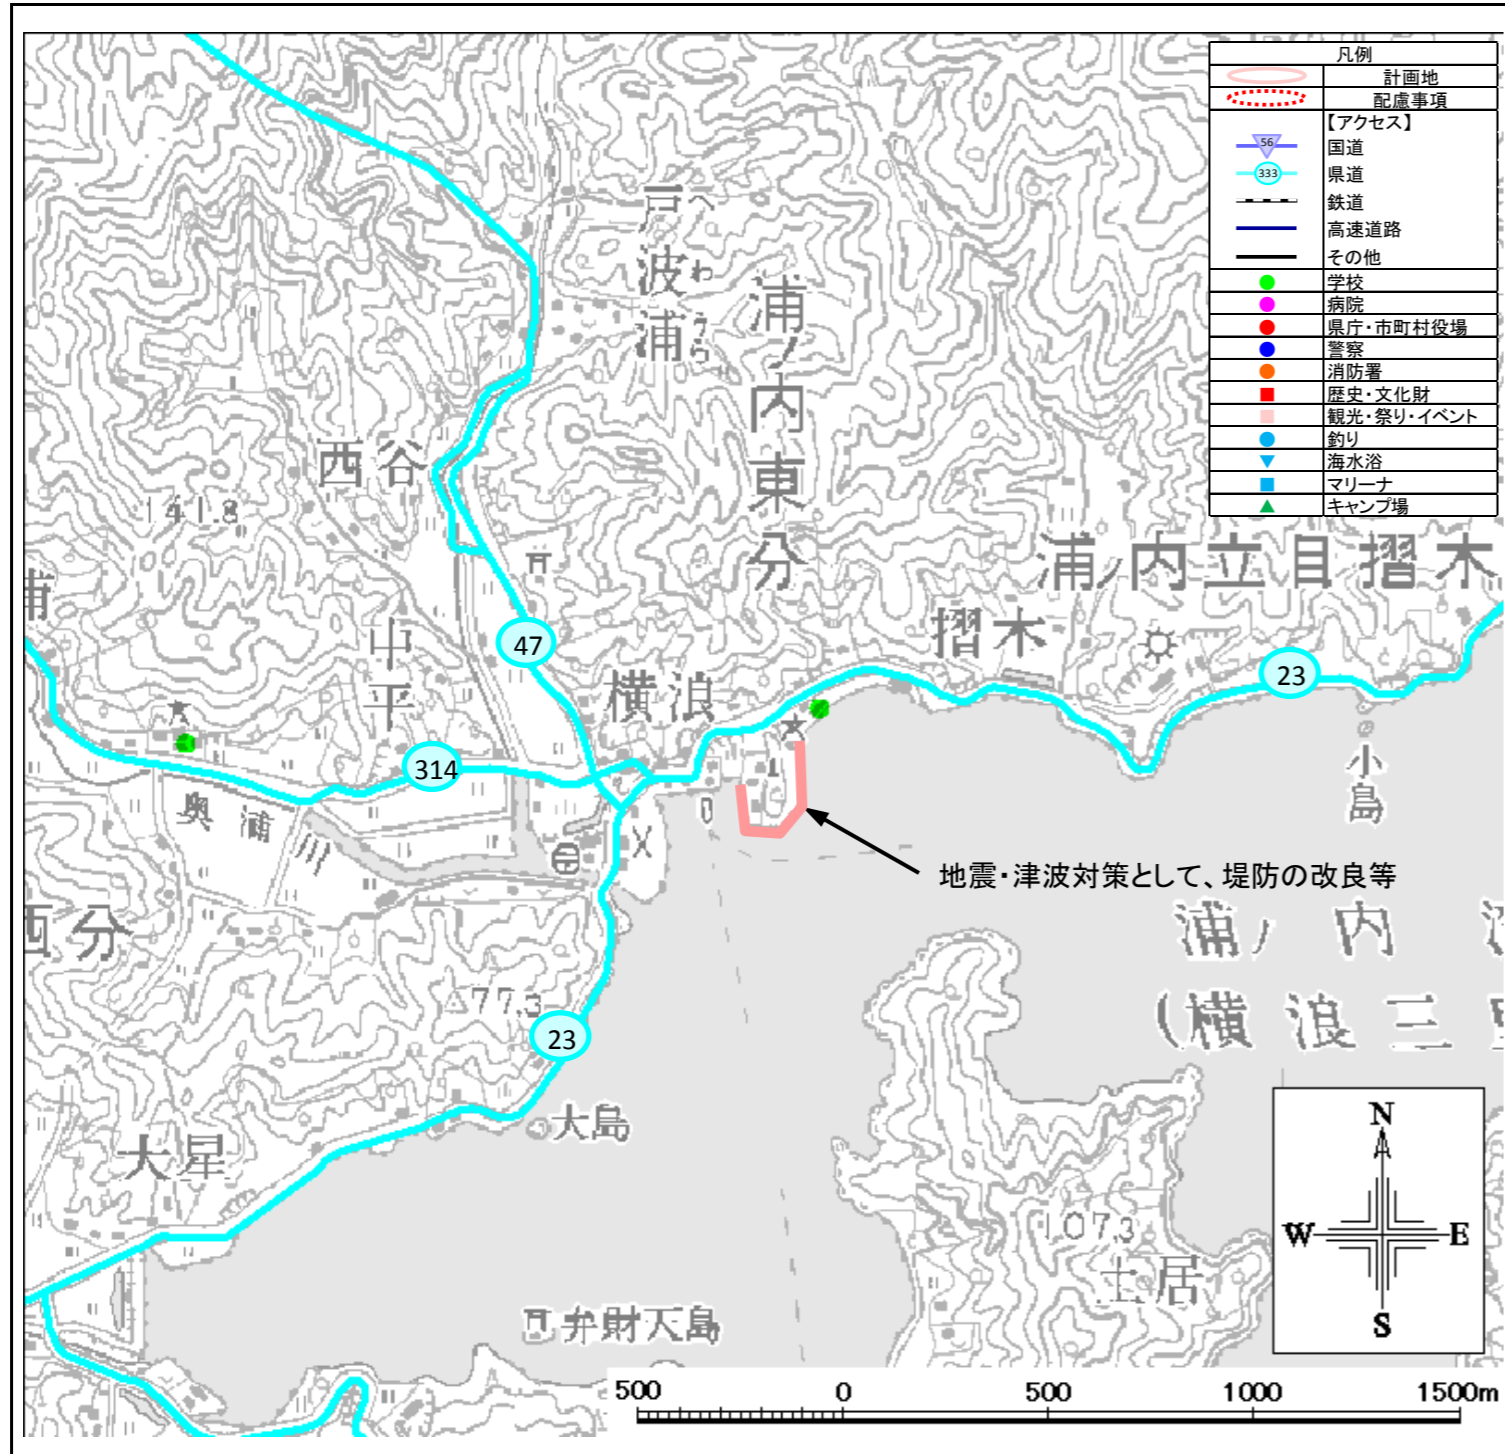 凡例
計画地
配慮事項
【アクセス】
56
国道
333
県道
鉄道
高速道路
その他
学校
病院
県庁・市町村役場
警察
消防署
歴史・文化財
観光・祭り・イベント
釣り
海水浴
マリーナ
キャンプ場
戸波浦
へわうら
浦ノ内東分
西谷
141.8
浦ノ内立目摺木
摺木
浦
中平
47
横浪
23
314
小島
奥浦川
地震・津波対策として、堤防の改良等
西分
浦ノ内
(横浪三
77.3
23
大島
大星
107.3
土居
弁財天島
N
W
E
S
500
0
500
1000
1500m